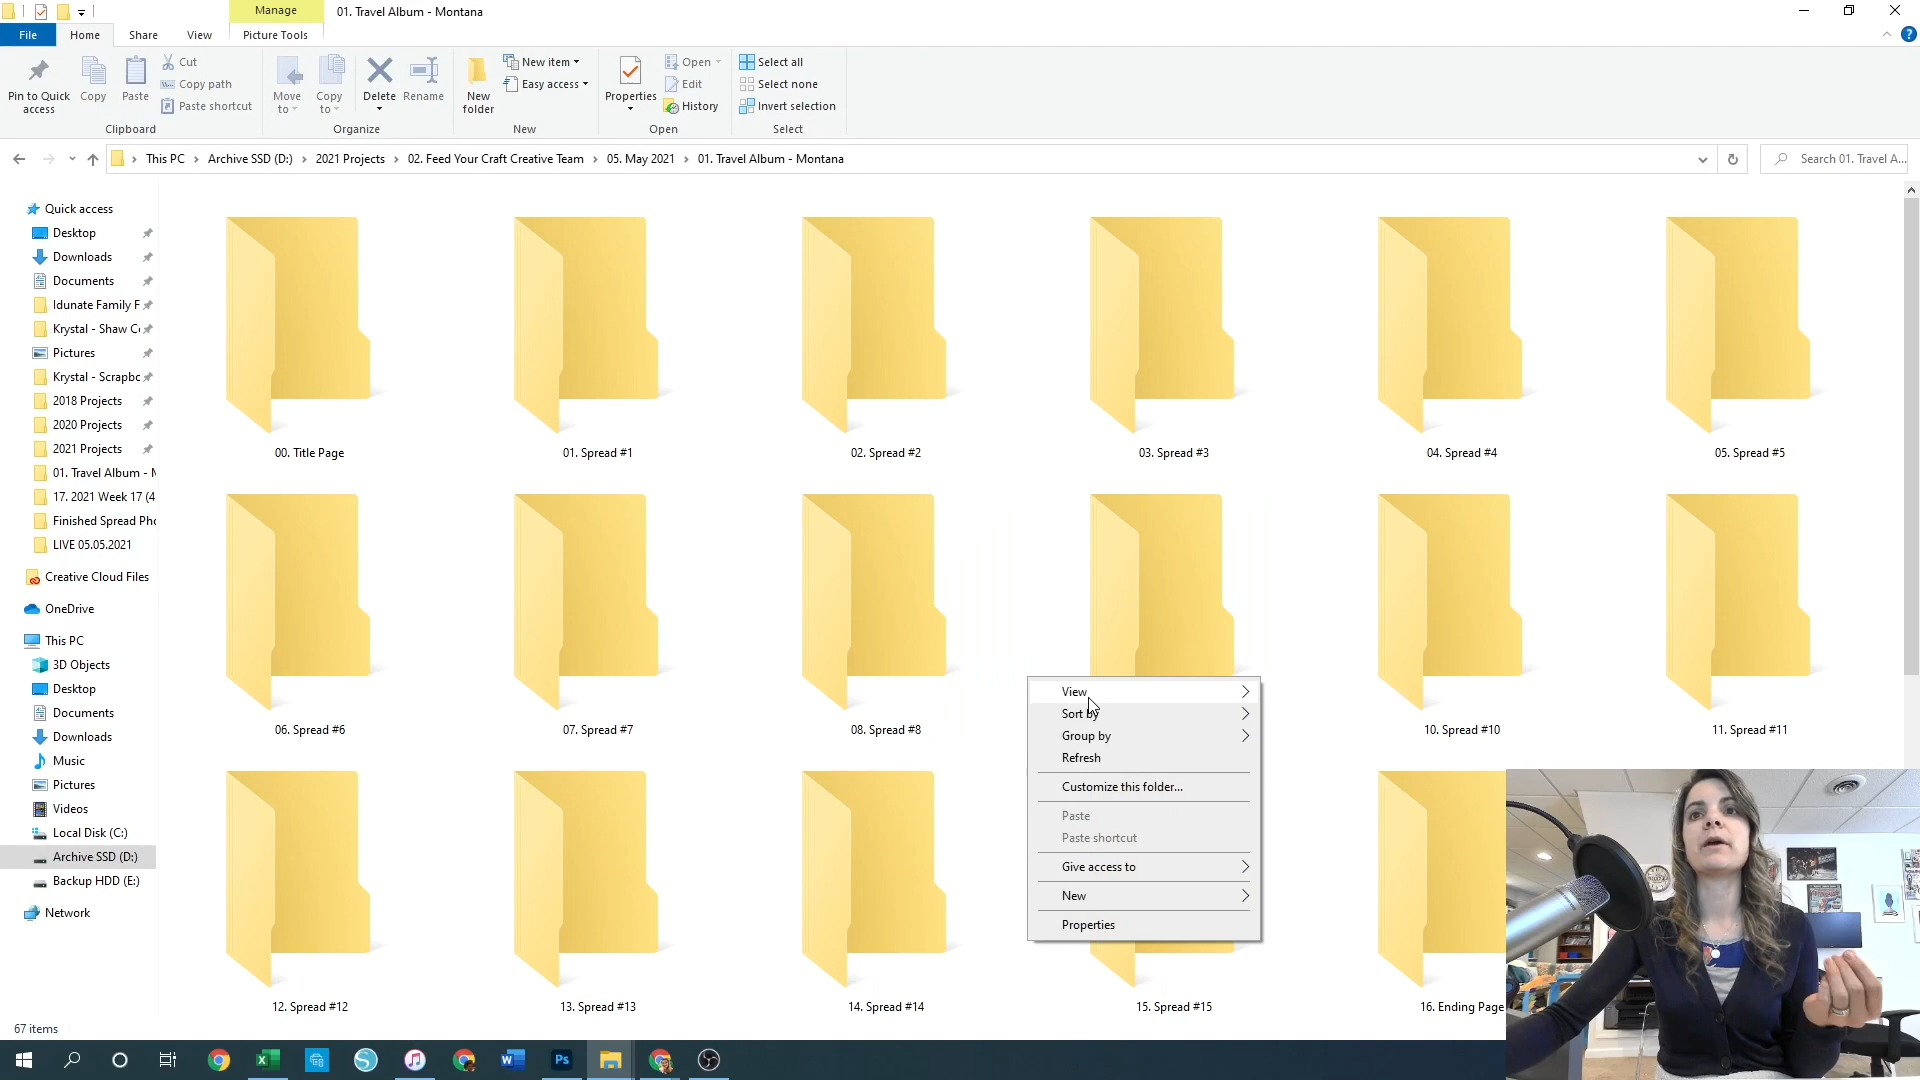 Manage
01. Travel Album - Montana
File
Home
Share
View
Picture Tools
Pin to Quick access
Copy
Paste
Cut
Copy path
Paste shortcut
Clipboard
Move to
Copy to
Delete
Rename
Organize
New folder
New item
Easy access
New
Properties
Open
Edit
History
Open
Select all
Select none
Invert selection
Select
This PC
Archive SSD (D:)
2021 Projects
02. Feed Your Craft Creative Team
05. May 2021
01. Travel Album - Montana
Search 01. Travel A...
Quick access
Desktop
Downloads
Documents
Idunate Family F
Krystal - Shaw C
Pictures
Krystal - Scrapbc
2018 Projects
2020 Projects
2021 Projects
01. Travel Album - M
17. 2021 Week 17 (4
Finished Spread Pho
LIVE 05.05.2021
Creative Cloud Files
OneDrive
This PC
3D Objects
Desktop
Documents
Downloads
Music
Pictures
Videos
Local Disk (C:)
Archive SSD (D:)
Backup HDD (E:)
Network
00. Title Page
01. Spread #1
02. Spread #2
03. Spread #3
04. Spread #4
05. Spread #5
06. Spread #6
07. Spread #7
08. Spread #8
10. Spread #10
11. Spread #11
12. Spread #12
13. Spread #13
14. Spread #14
15. Spread #15
16. Ending Page
View
Sort by
Group by
Refresh
Customize this folder...
Paste
Paste shortcut
Give access to
New
Properties
67 items
Ps